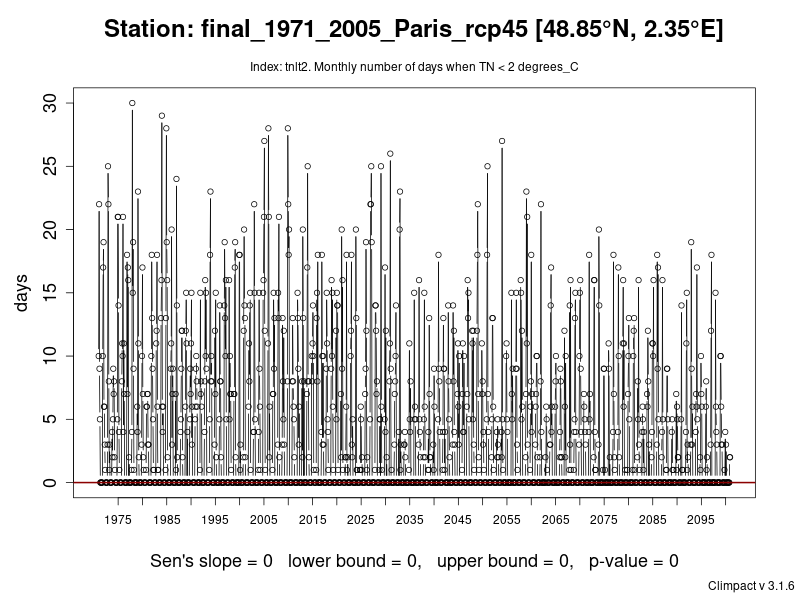 Station: final_1971_2005_Paris_rcp45 [48.85°N, 2.35°E]
Index: tnlt2. Monthly number of days when TN < 2 degrees_C
days
30
25
20
15
10
5
0
1975 1985 1995 2005 2015 2025 2035 2045 2055 2065 2075 2085 2095
Sen's slope = 0 lower bound = 0, upper bound = 0, p-value = 0
Climpact v 3.1.6